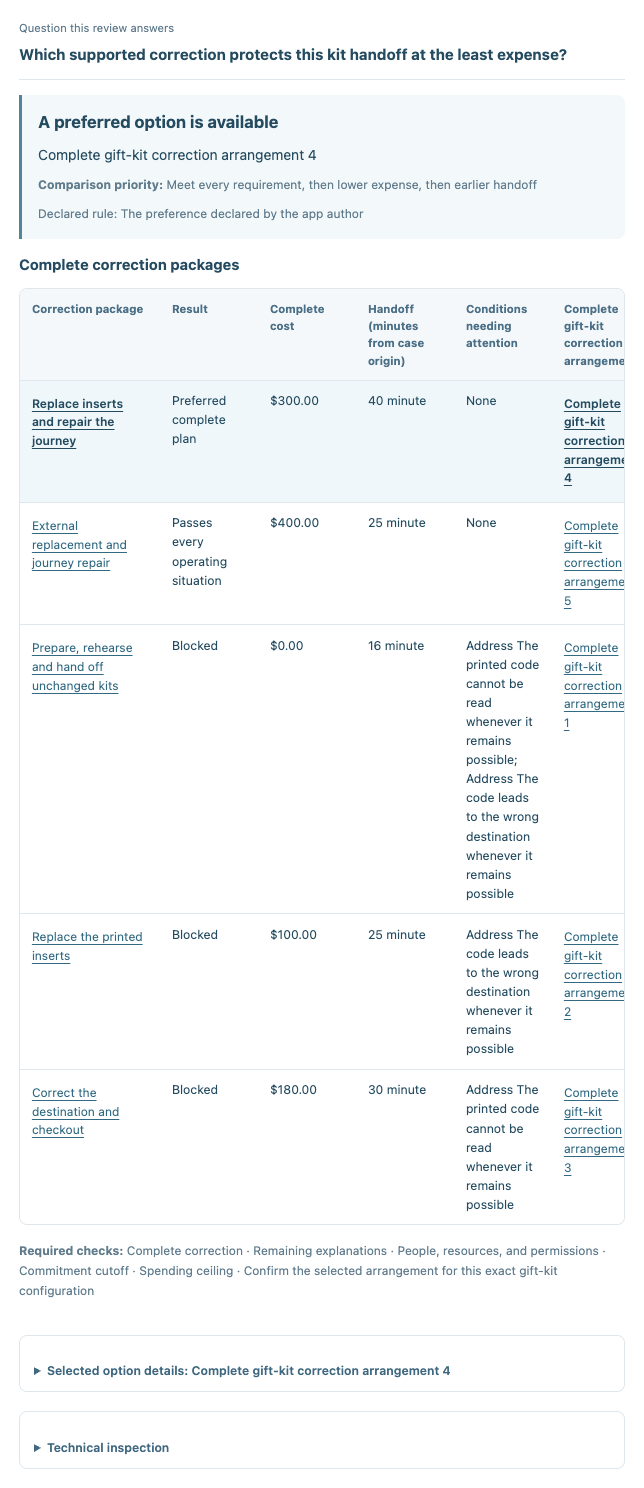 Question this review answers
Which supported correction protects this kit handoff at the least expense?
A preferred option is available
Complete gift-kit correction arrangement 4
Comparison priority: Meet every requirement, then lower expense, then earlier handoff
Declared rule: The preference declared by the app author
Complete correction packages
Correction package
Result
Complete
cost
Handoff
(minutes
from case
origin)
Conditions
needing
attention
Complete
gift-kit
correction
arrangeme
Replace inserts
and repair the
journey
Preferred
complete
plan
$300.00
40 minute
None
Complete
gift-kit
correction
arrangeme
4
External
replacement and
journey repair
Passes
every
operating
situation
$400.00
25 minute
None
Complete
gift-kit
correction
arrangeme
5
Prepare, rehearse
and hand off
unchanged kits
Blocked
$0.00
16 minute
Address The
printed code
cannot be
read
whenever it
remains
possible;
Address The
code leads
to the wrong
destination
whenever it
remains
possible
Complete
gift-kit
correction
arrangeme
1
Replace the printed
inserts
Blocked
$100.00
25 minute
Address The
code leads
to the wrong
destination
whenever it
remains
possible
Complete
gift-kit
correction
arrangeme
2
Correct the
destination and
checkout
Blocked
$180.00
30 minute
Address The
printed code
cannot be
read
whenever it
remains
possible
Complete
gift-kit
correction
arrangeme
3
Required checks: Complete correction · Remaining explanations · People, resources, and permissions ·
Commitment cutoff · Spending ceiling · Confirm the selected arrangement for this exact gift-kit
configuration
▶ Selected option details: Complete gift-kit correction arrangement 4
▶ Technical inspection